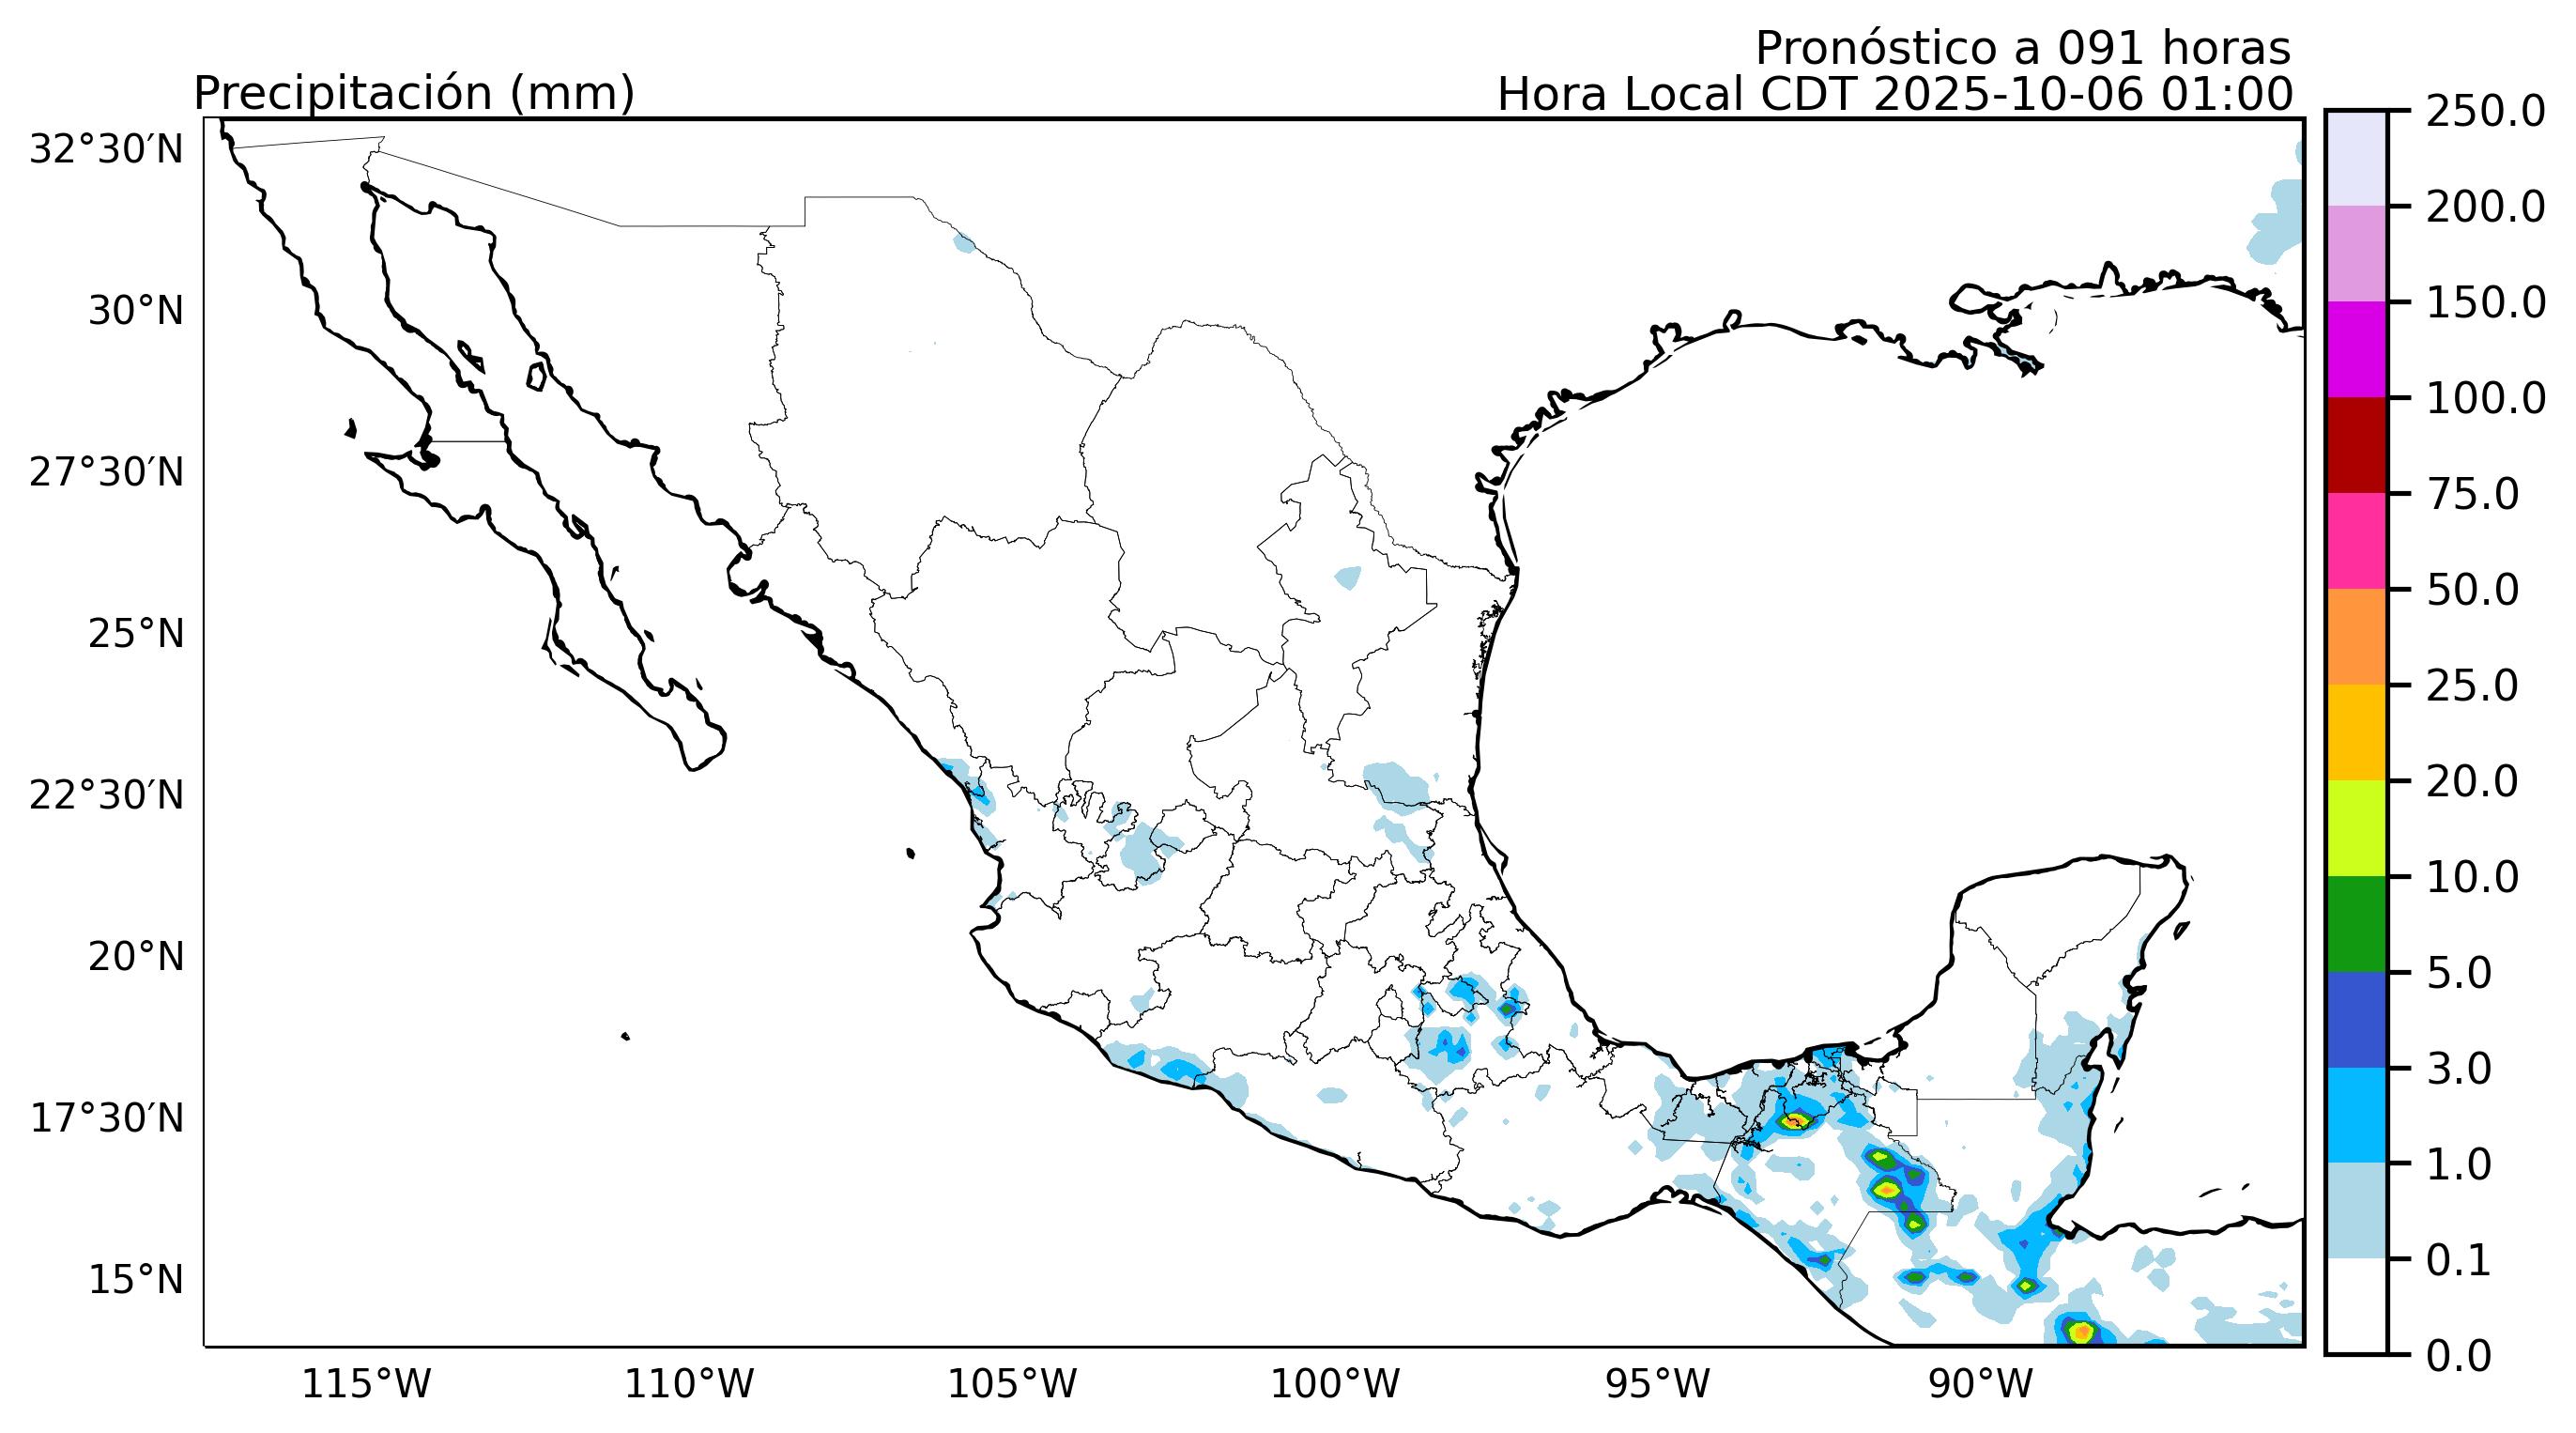 Pronóstico a 091 horas
Precipitación (mm)
Hora Local CDT 2025-10-06 01:00
32°30′N
30°N
27°30′N
25°N
22°30′N
20°N
17°30′N
15°N
115°W
110°W
105°W
100°W
95°W
90°W
250.0
200.0
150.0
100.0
75.0
50.0
25.0
20.0
10.0
5.0
3.0
1.0
0.1
0.0